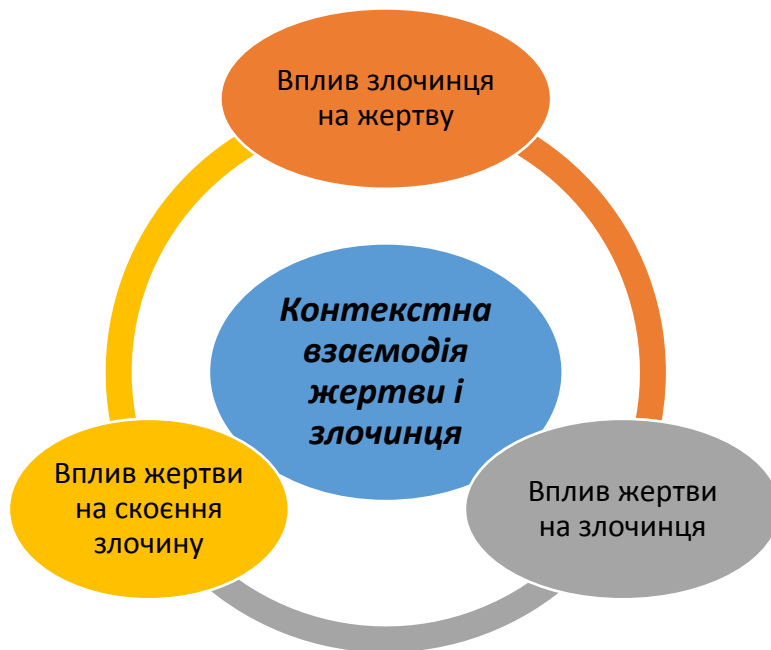 Вплив злочинця
на жертву
Контекстна
взаємодія
жертви і
злочинця
Вплив жертви
на скоєння
злочину
Вплив жертви
на злочинця